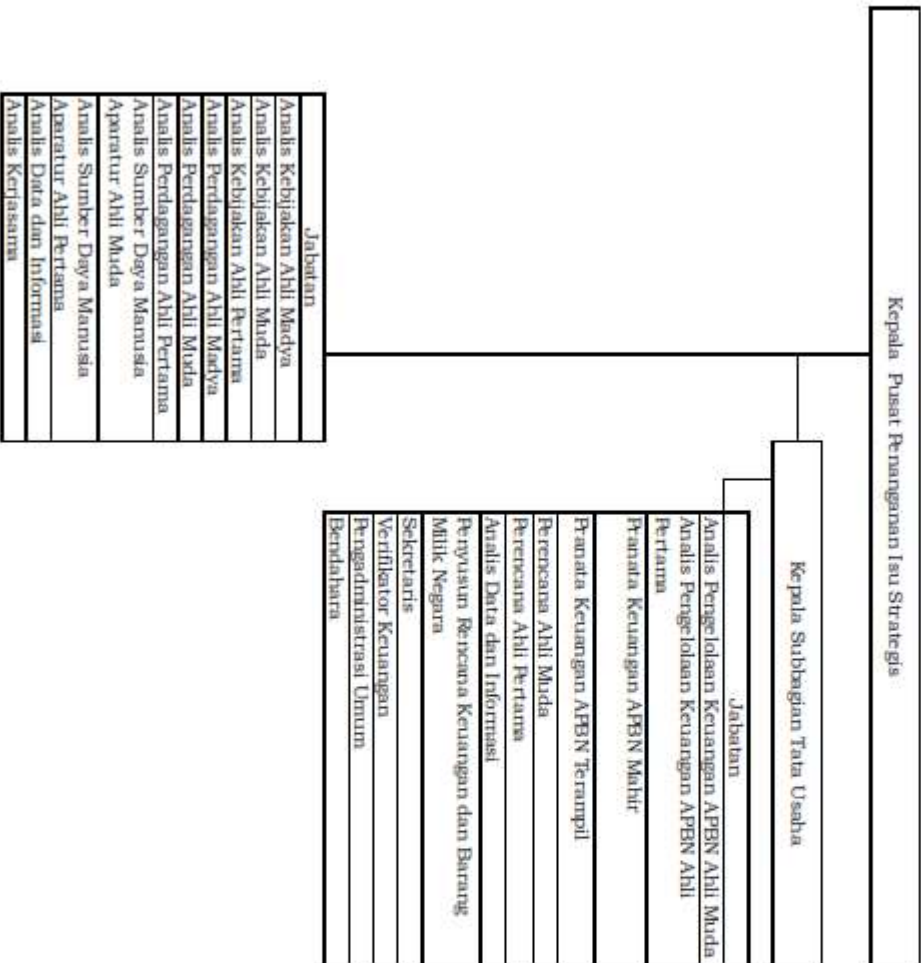 Kepala Pusat Penanganan Isu Strategis
Kepala Subbagian Tata Usaha
Jabatan
Analis Pengelolaan Keuangan APBN Ahli Muda
Analis Pengelolaan Keuangan APBN Ahli
Pertama
Pranata Keuangan APBN Mahir
Pranata Keuangan APBN Terampil
Perencana Ahli Muda
Perencana Ahli Pertama
Analis Data dan Informasi
Penyusun Rencana Keuangan dan Barang
Milik Negara
Sekretaris
Verifikator Keuangan
Pengadministrasi Umum
Bendahara
Jabatan
Analis Kebijakan Ahli Madya
Analis Kebijakan Ahli Muda
Analis Kebijakan Ahli Pertama
Analis Perdagangan Ahli Madya
Analis Perdagangan Ahli Muda
Analis Perdagangan Ahli Pertama
Analis Sumber Daya Manusia
Aparatur Ahli Muda
Analis Sumber Daya Manusia
Aparatur Ahli Pertama
Analis Data dan Informasi
Analis Kerjasama